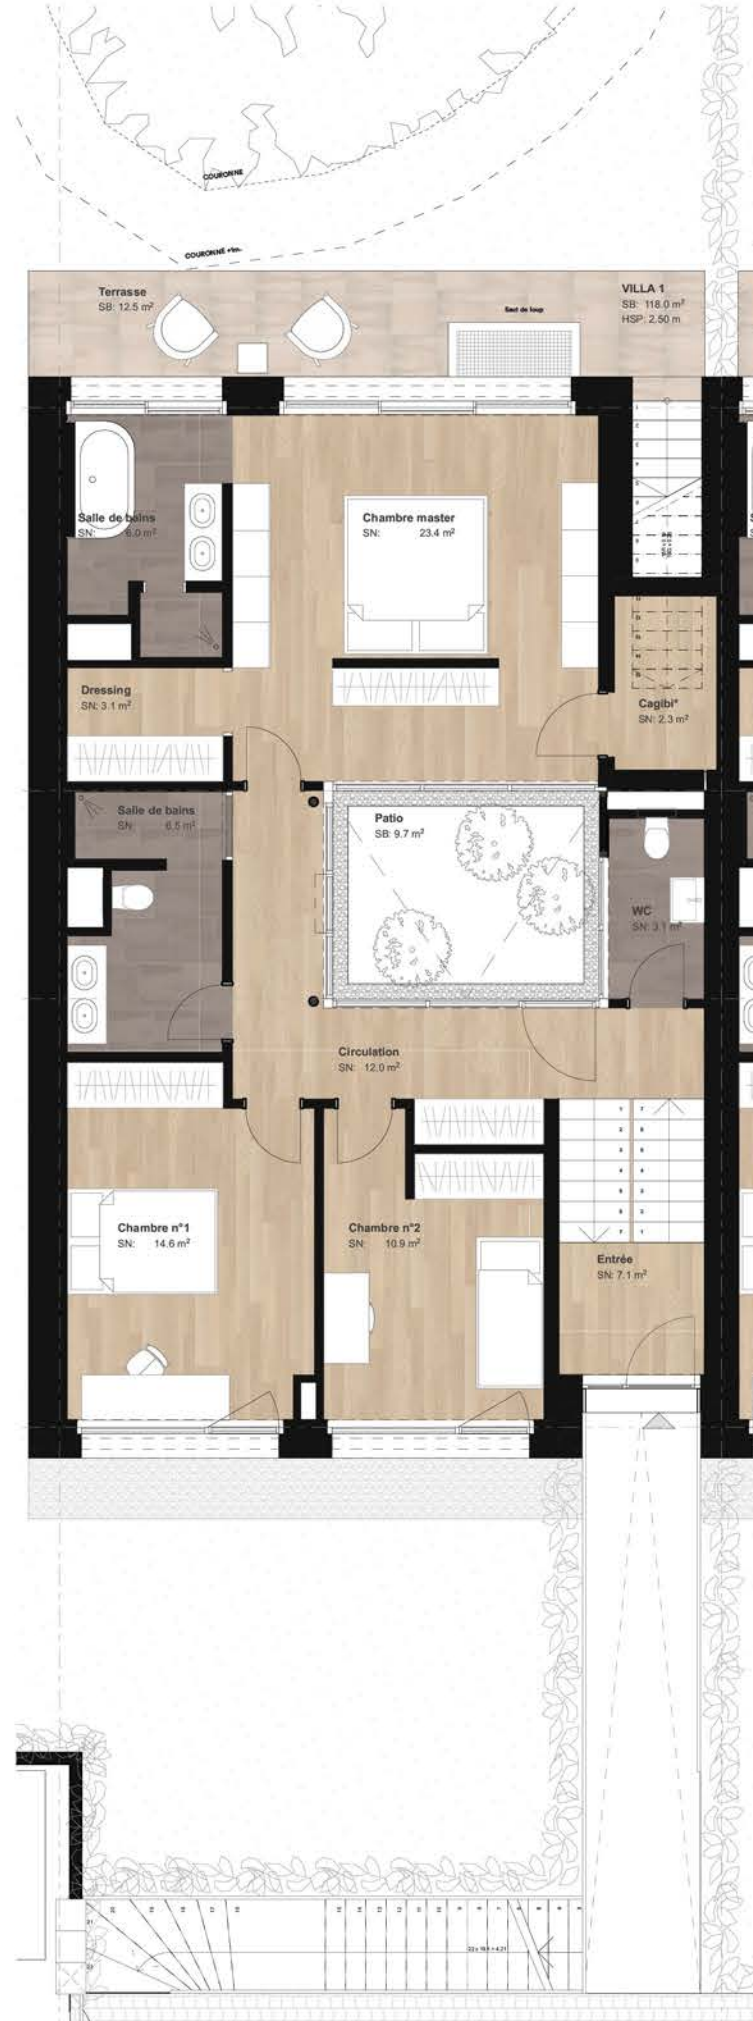 COURONNE
COURONNE +1m.
Terrasse
SB: 12.5 m²
VILLA 1
SB: 118.0 m²
HSP: 2.50 m
Saut de loup
Salle de bains
SN: 6.0 m²
Chambre master
SN: 23.4 m²
Dressing
SN: 3.1 m²
Cagibi*
SN: 2.3 m²
Salle de bains
SN: 6.5 m²
Patio
SB: 9.7 m²
WC
SN: 3.1 m²
Circulation
SN: 12.0 m²
Chambre n°1
SN: 14.6 m²
Chambre n°2
SN: 10.9 m²
Entrée
SN: 7.1 m²